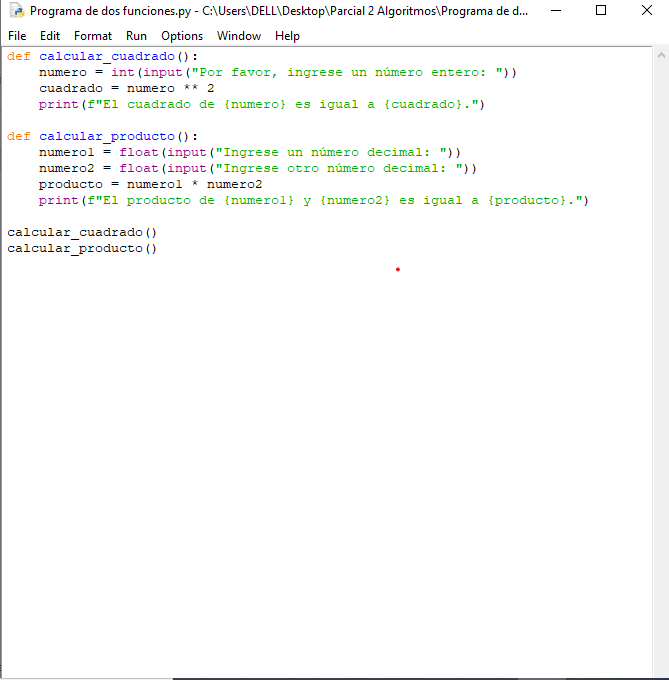 Programa de dos funciones.py - C:\Users\DELL\Desktop\Parcial 2 Algoritmos\Programa de d...
File Edit Format Run Options Window Help
def calcular_cuadrado():
    numero = int(input("Por favor, ingrese un número entero: "))
    cuadrado = numero ** 2
    print(f"El cuadrado de {numero} es igual a {cuadrado}.")

def calcular_producto():
    numero1 = float(input("Ingrese un número decimal: "))
    numero2 = float(input("Ingrese otro número decimal: "))
    producto = numero1 * numero2
    print(f"El producto de {numero1} y {numero2} es igual a {producto}.")

calcular_cuadrado()
calcular_producto()